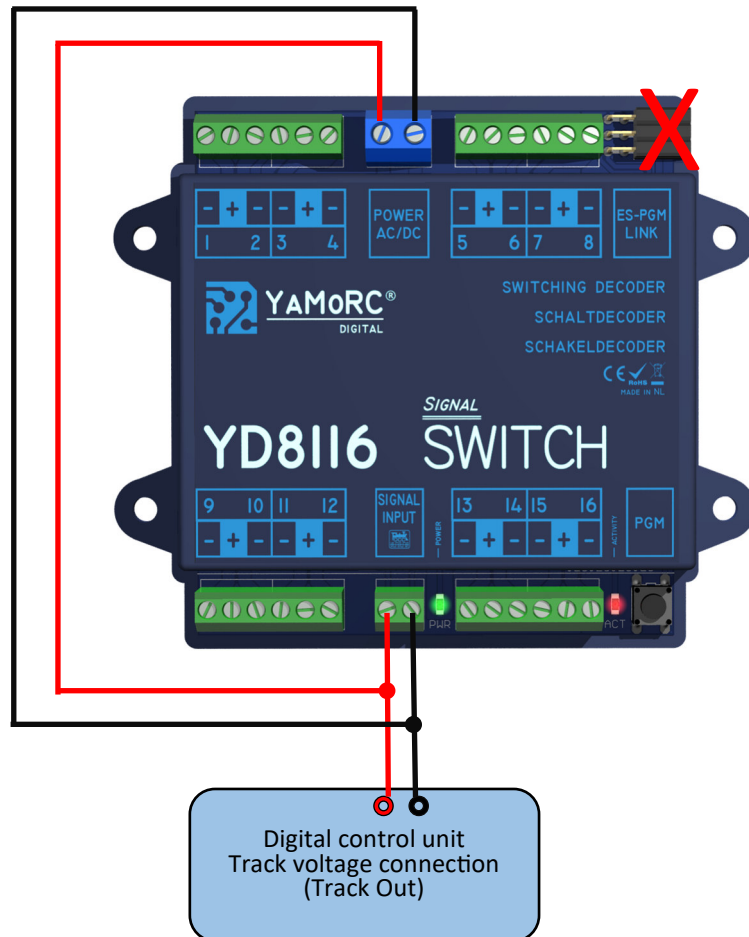 X
- + - - + -
1 2 3 4
POWER
AC/DC
- + - - + -
5 6 7 8
ES-PGM
LINK
YAMORC®
DIGITAL
SWITCHING DECODER
SCHALTDECODER
SCHAKELDECODER
CE RoHS
MADE IN NL
YD8116
SIGNAL
SWITCH
9 10 11 12
- + - - + -
SIGNAL
INPUT
POWER
13 14 15 16
- + - - + -
ACTIVITY
PGM
PWR
ACT
Digital control unit
Track voltage connection
(Track Out)